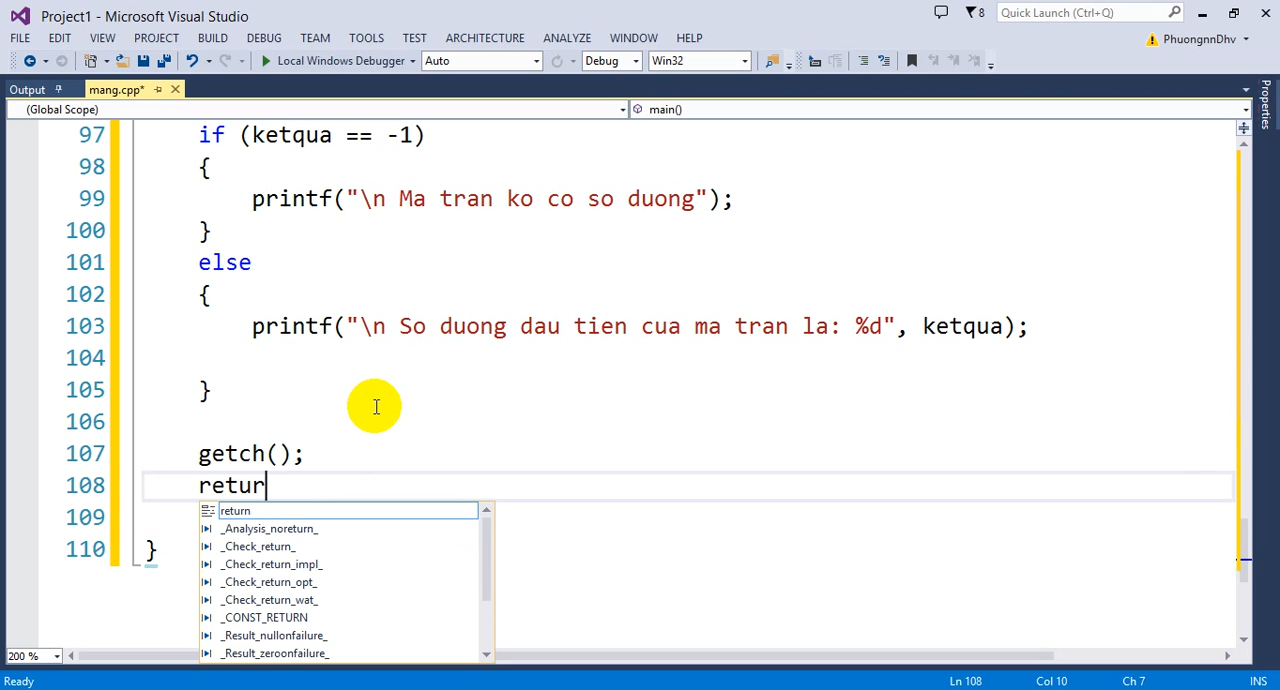 Project1 - Microsoft Visual Studio
8
Quick Launch (Ctrl+Q)
FILE EDIT VIEW PROJECT BUILD DEBUG TEAM TOOLS TEST ARCHITECTURE ANALYZE WINDOW HELP
PhuongnnDhv
Local Windows Debugger Auto Debug Win32
Output mang.cpp*
(Global Scope) main()
Properties
97 if (ketqua == -1)
98 {
99 printf("\n Ma tran ko co so duong");
100 }
101 else
102 {
103 printf("\n So duong dau tien cua ma tran la: %d", ketqua);
104
105 }
106
107 getch();
108 retur
109
110 }
return
_Analysis_noreturn_
_Check_return_
_Check_return_impl_
_Check_return_opt_
_Check_return_wat_
_CONST_RETURN
_Result_nullonfailure_
_Result_zeroonfailure_
200 %
Ready Ln 108 Col 10 Ch 7 INS